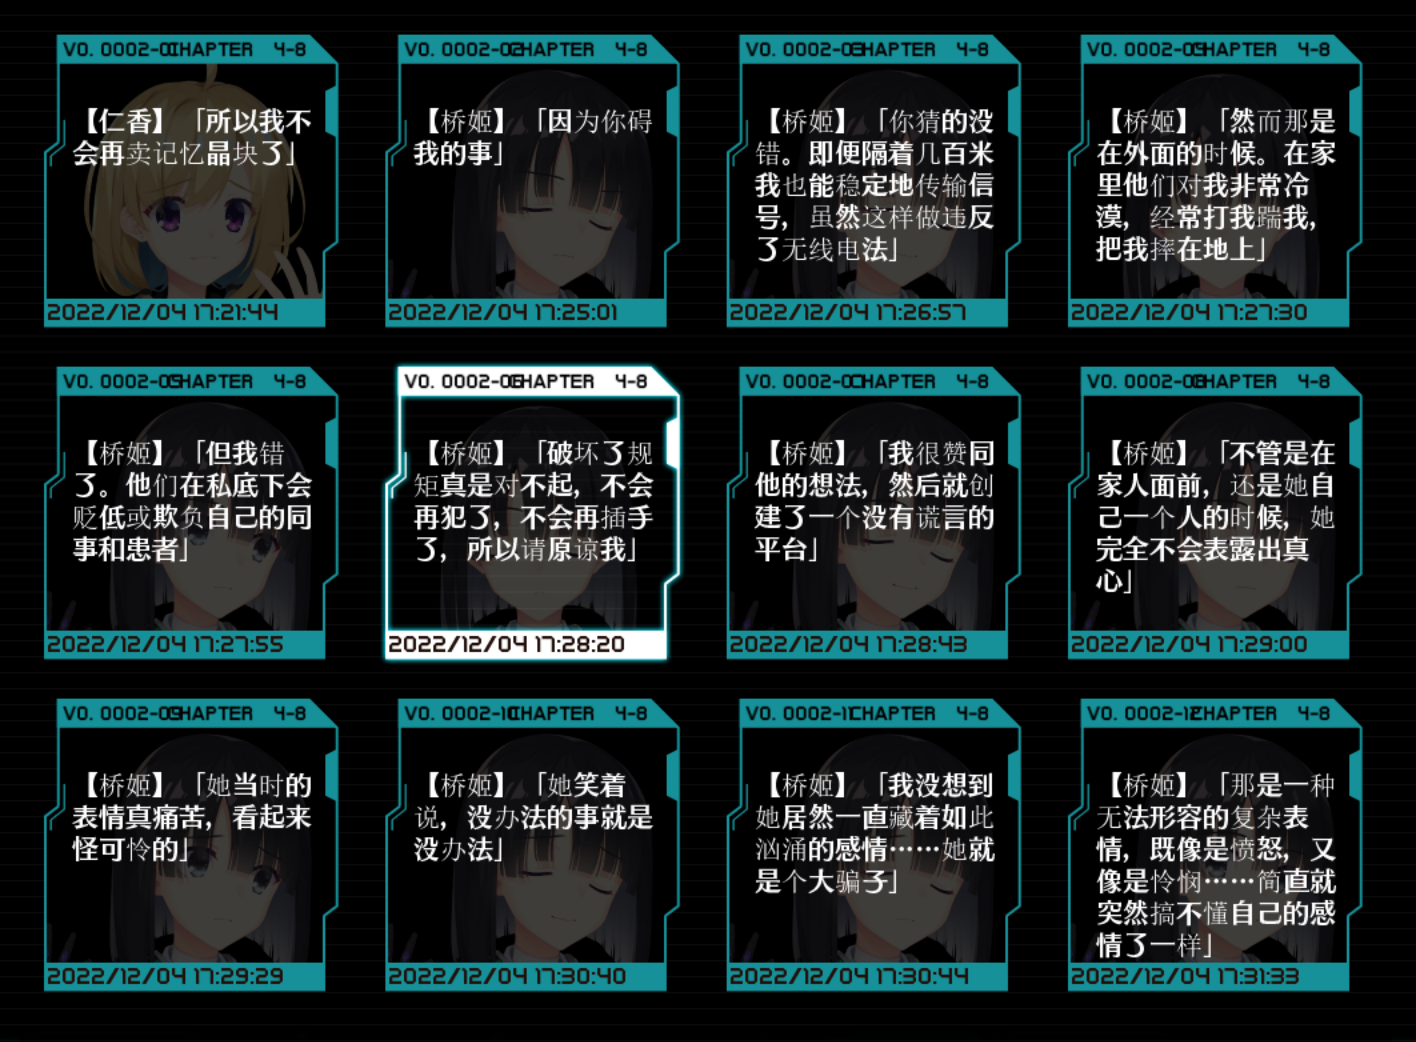 V0. 0002-01CHAPTER 4-8
【仁香】「所以我不
会再卖记忆晶块了」
2022/12/04 17:21:44
V0. 0002-02CHAPTER 4-8
【桥姬】「因为你碍
我的事」
2022/12/04 17:25:01
V0. 0002-03CHAPTER 4-8
【桥姬】「你猜的没
错。即便隔着几百米
我也能稳定地传输信
号，虽然这样做违反
了无线电法」
2022/12/04 17:26:57
V0. 0002-04CHAPTER 4-8
【桥姬】「然而那是
在外面的时候。在家
里他们对我非常冷
漠，经常打我踹我，
把我摔在地上」
2022/12/04 17:27:30
V0. 0002-05CHAPTER 4-8
【桥姬】「但我错
了。他们在私底下会
贬低或欺负自己的同
事和患者」
2022/12/04 17:27:55
V0. 0002-06CHAPTER 4-8
【桥姬】「破坏了规
矩真是对不起，不会
再犯了，不会再插手
了，所以请原谅我」
2022/12/04 17:28:20
V0. 0002-07CHAPTER 4-8
【桥姬】「我很赞同
他的想法，然后就创
建了一个没有谎言的
平台」
2022/12/04 17:28:43
V0. 0002-08CHAPTER 4-8
【桥姬】「不管是在
家人面前，还是她自
己一个人的时候，她
完全不会表露出真
心」
2022/12/04 17:29:00
V0. 0002-09CHAPTER 4-8
【桥姬】「她当时的
表情真痛苦，看起来
怪可怜的」
2022/12/04 17:29:29
V0. 0002-10CHAPTER 4-8
【桥姬】「她笑着
说，没办法的事就是
没办法」
2022/12/04 17:30:40
V0. 0002-11CHAPTER 4-8
【桥姬】「我没想到
她居然一直藏着如此
汹涌的感情……她就
是个大骗子」
2022/12/04 17:30:44
V0. 0002-12CHAPTER 4-8
【桥姬】「那是一种
无法形容的复杂表
情，既像是愤怒，又
像是怜悯……简直就
突然搞不懂自己的感
情了一样」
2022/12/04 17:31:33